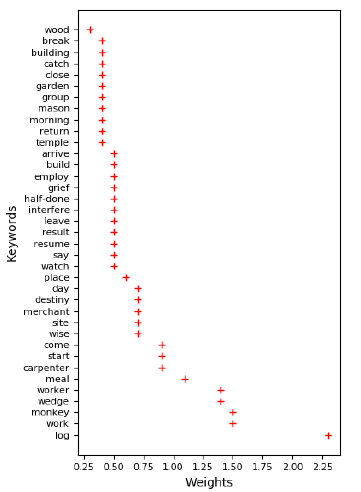 wood
break
building
catch
close
garden
group
mason
morning
return
temple
arrive
build
employ
grief
half-done
interfere
leave
result
resume
say
watch
place
day
destiny
merchant
site
wise
come
start
carpenter
meal
worker
wedge
monkey
work
log
Keywords
0.25 0.50 0.75 1.00 1.25 1.50 1.75 2.00 2.25
Weights